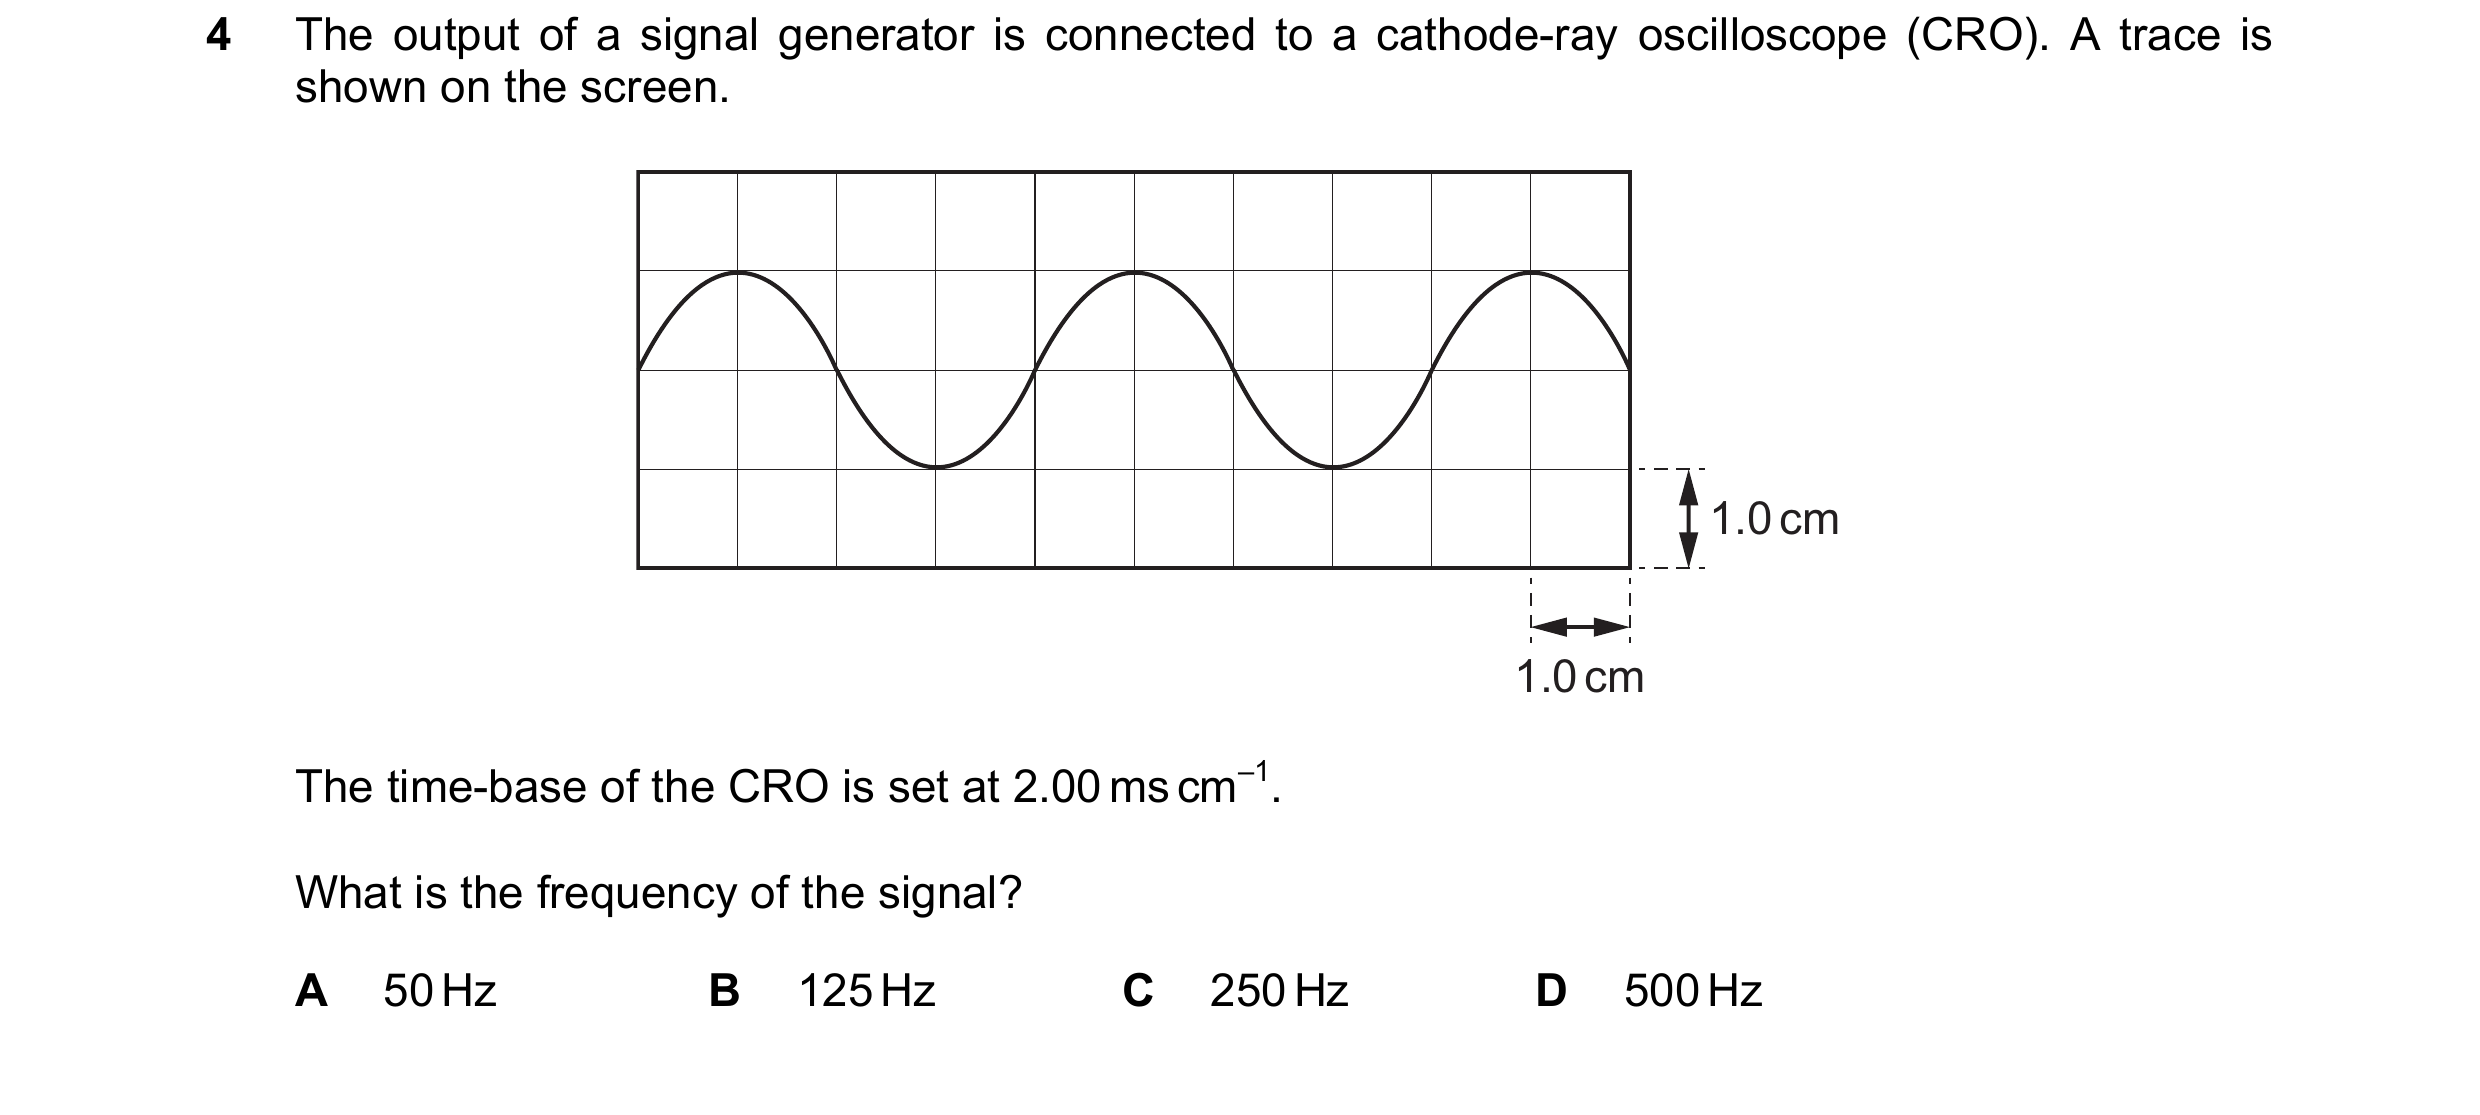 4 The output of a signal generator is connected to a cathode-ray oscilloscope (CRO). A trace is
shown on the screen.
1.0 cm
1.0 cm
The time-base of the CRO is set at 2.00 ms cm⁻¹.
What is the frequency of the signal?
A 50 Hz B 125 Hz C 250 Hz D 500 Hz